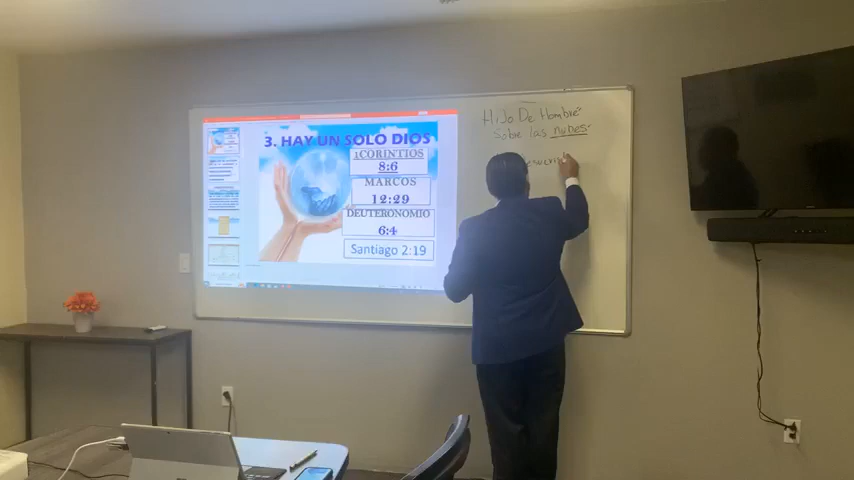 3. HAY UN SOLO DIOS
1CORINTIOS
8:6
MARCOS
12:29
DEUTERONOMIO
6:4
Santiago 2:19
HiJo De Hombre"
Sobre las nubes"